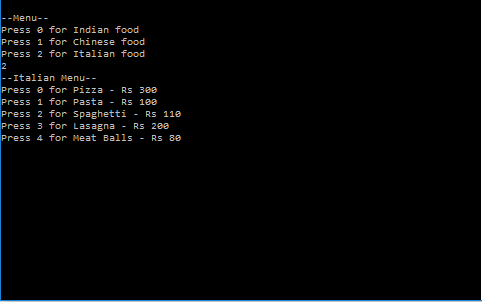 --Menu--
Press 0 for Indian food
Press 1 for Chinese food
Press 2 for Italian food
2
--Italian Menu--
Press 0 for Pizza - Rs 300
Press 1 for Pasta - Rs 100
Press 2 for Spaghetti - Rs 110
Press 3 for Lasagna - Rs 200
Press 4 for Meat Balls - Rs 80